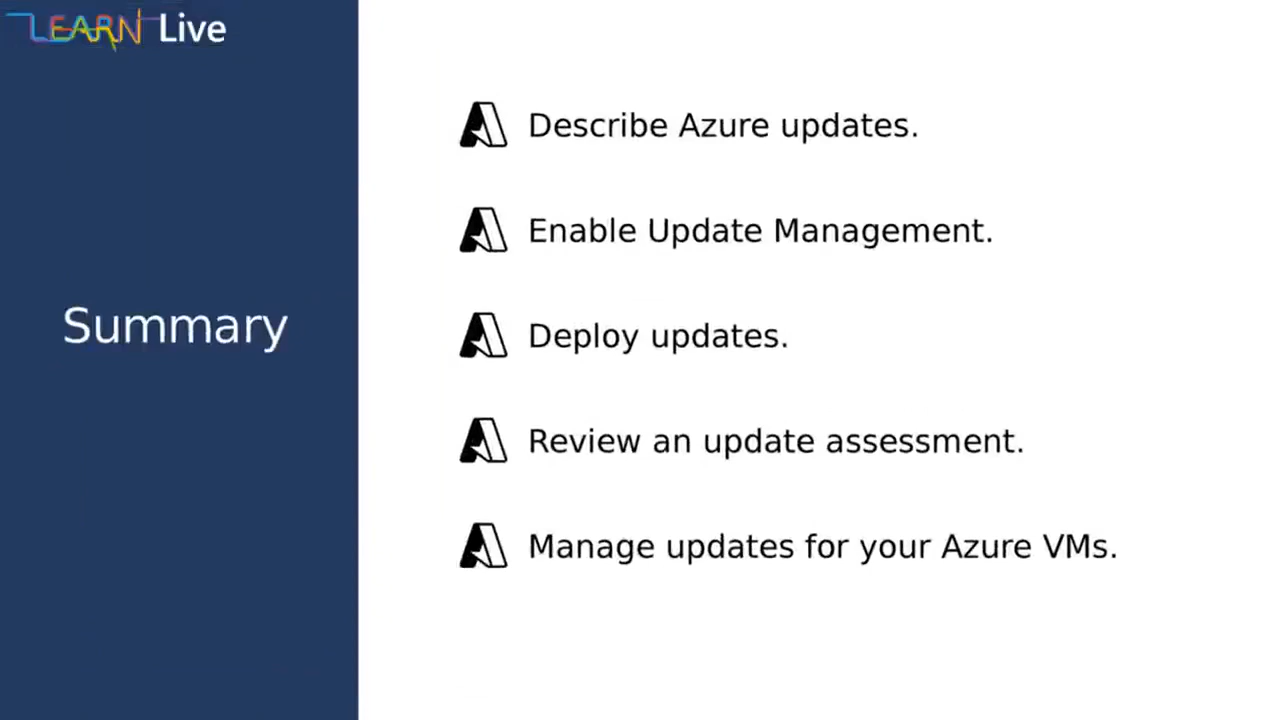 LEARN Live
Summary
Describe Azure updates.
Enable Update Management.
Deploy updates.
Review an update assessment.
Manage updates for your Azure VMs.